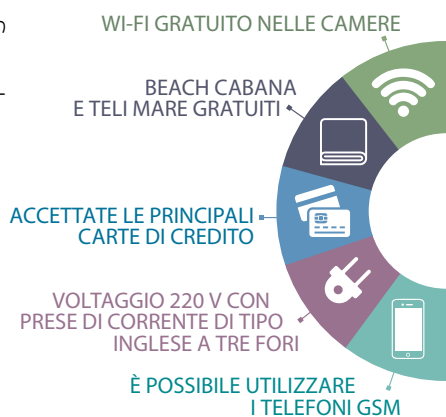 WI-FI GRATUITO NELLE CAMERE
BEACH CABANA
E TELI MARE GRATUITI
ACCETTATE LE PRINCIPALI
CARTE DI CREDITO
VOLTAGGIO 220 V CON
PRESE DI CORRENTE DI TIPO
INGLESE A TRE FORI
È POSSIBILE UTILIZZARE
I TELEFONI GSM